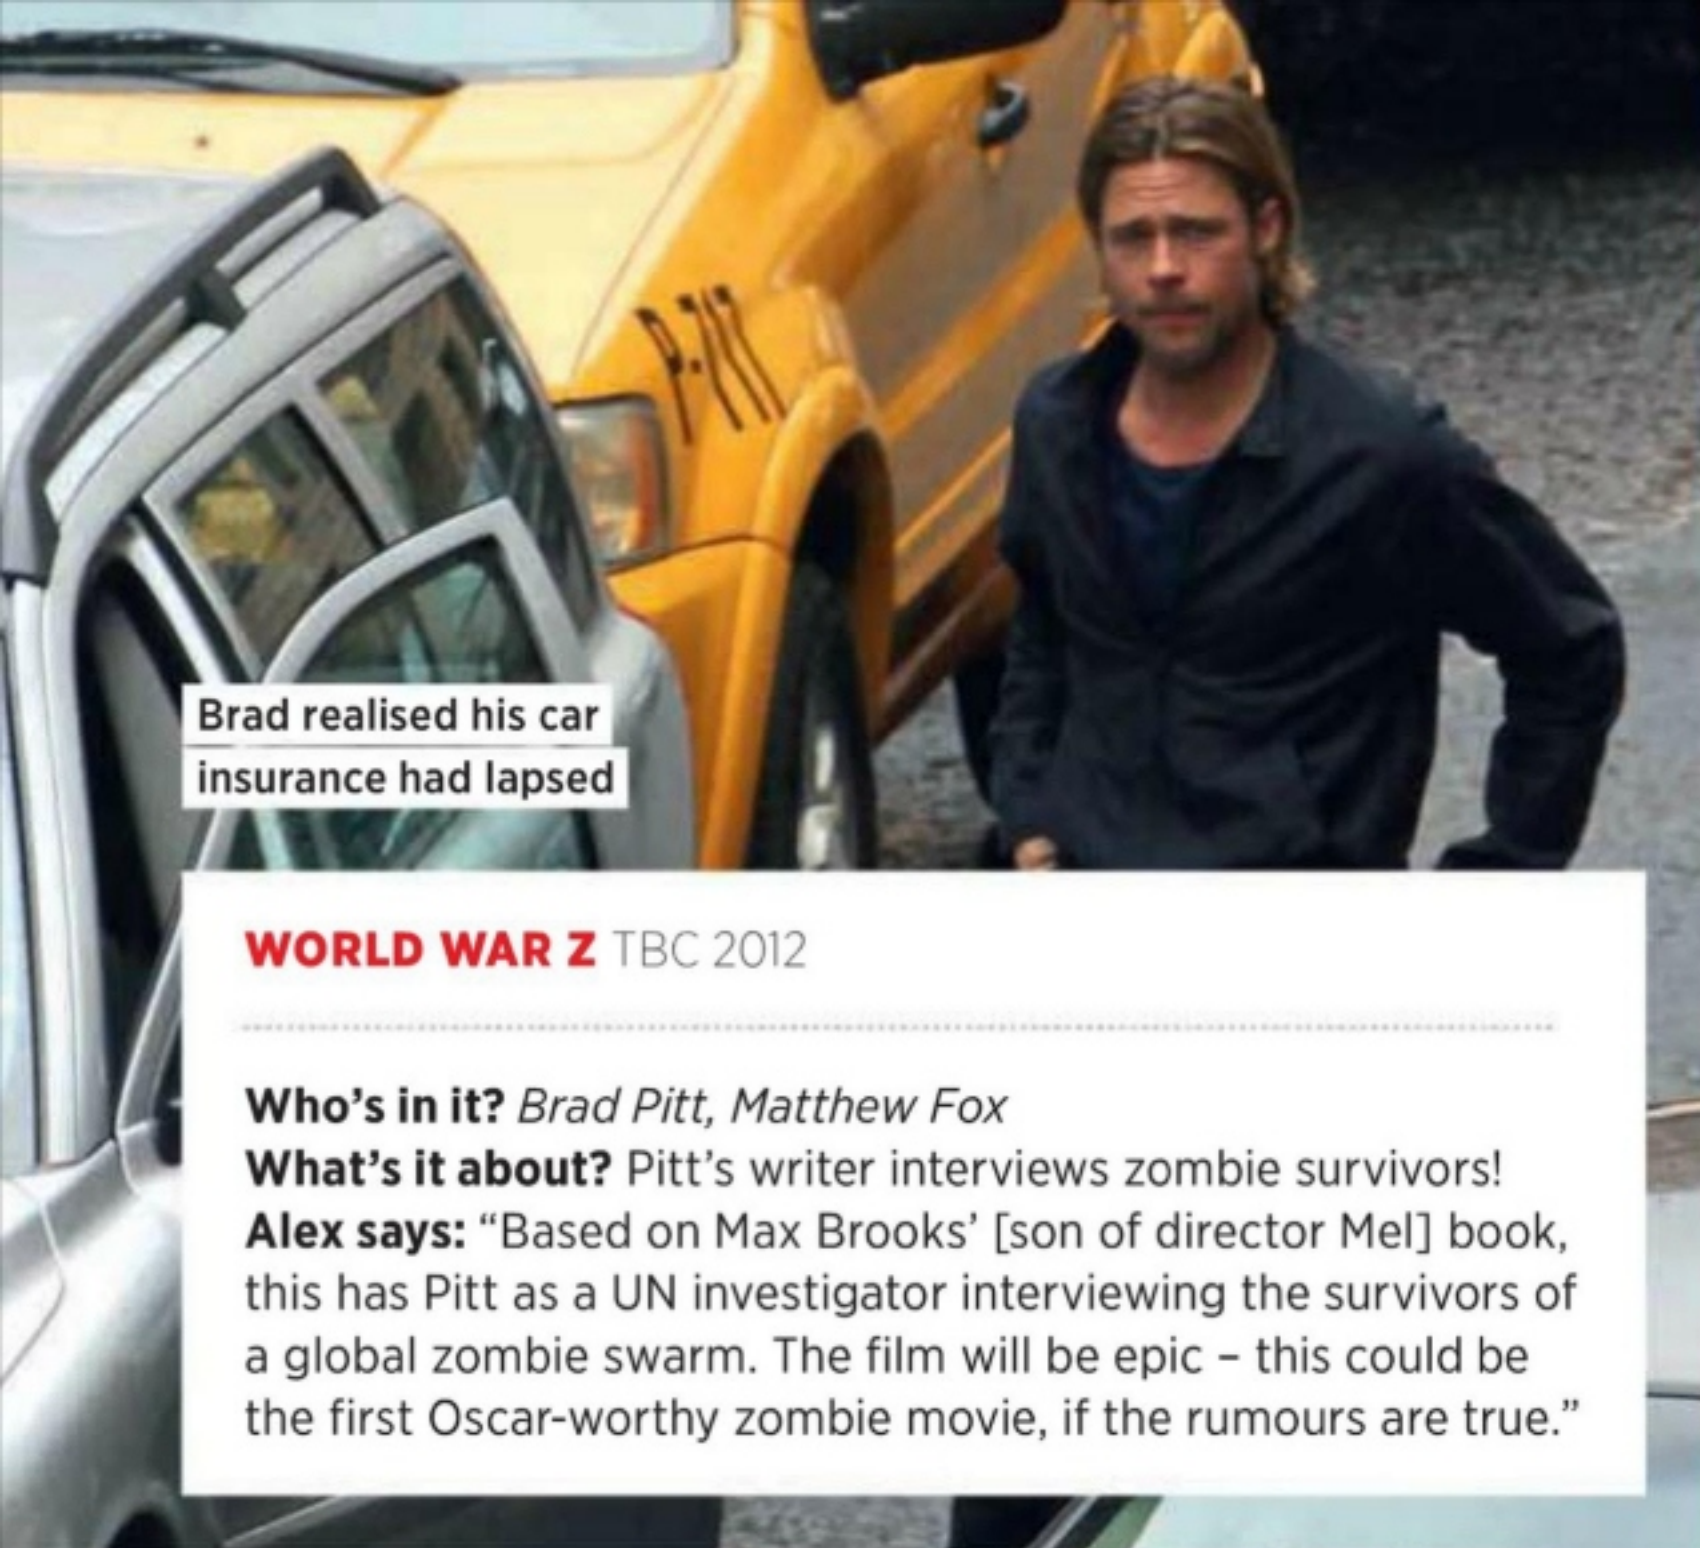 P-717
Brad realised his car
insurance had lapsed
WORLD WAR Z TBC 2012
Who's in it? Brad Pitt, Matthew Fox
What's it about? Pitt's writer interviews zombie survivors!
Alex says: “Based on Max Brooks’ [son of director Mel] book,
this has Pitt as a UN investigator interviewing the survivors of
a global zombie swarm. The film will be epic – this could be
the first Oscar-worthy zombie movie, if the rumours are true.”